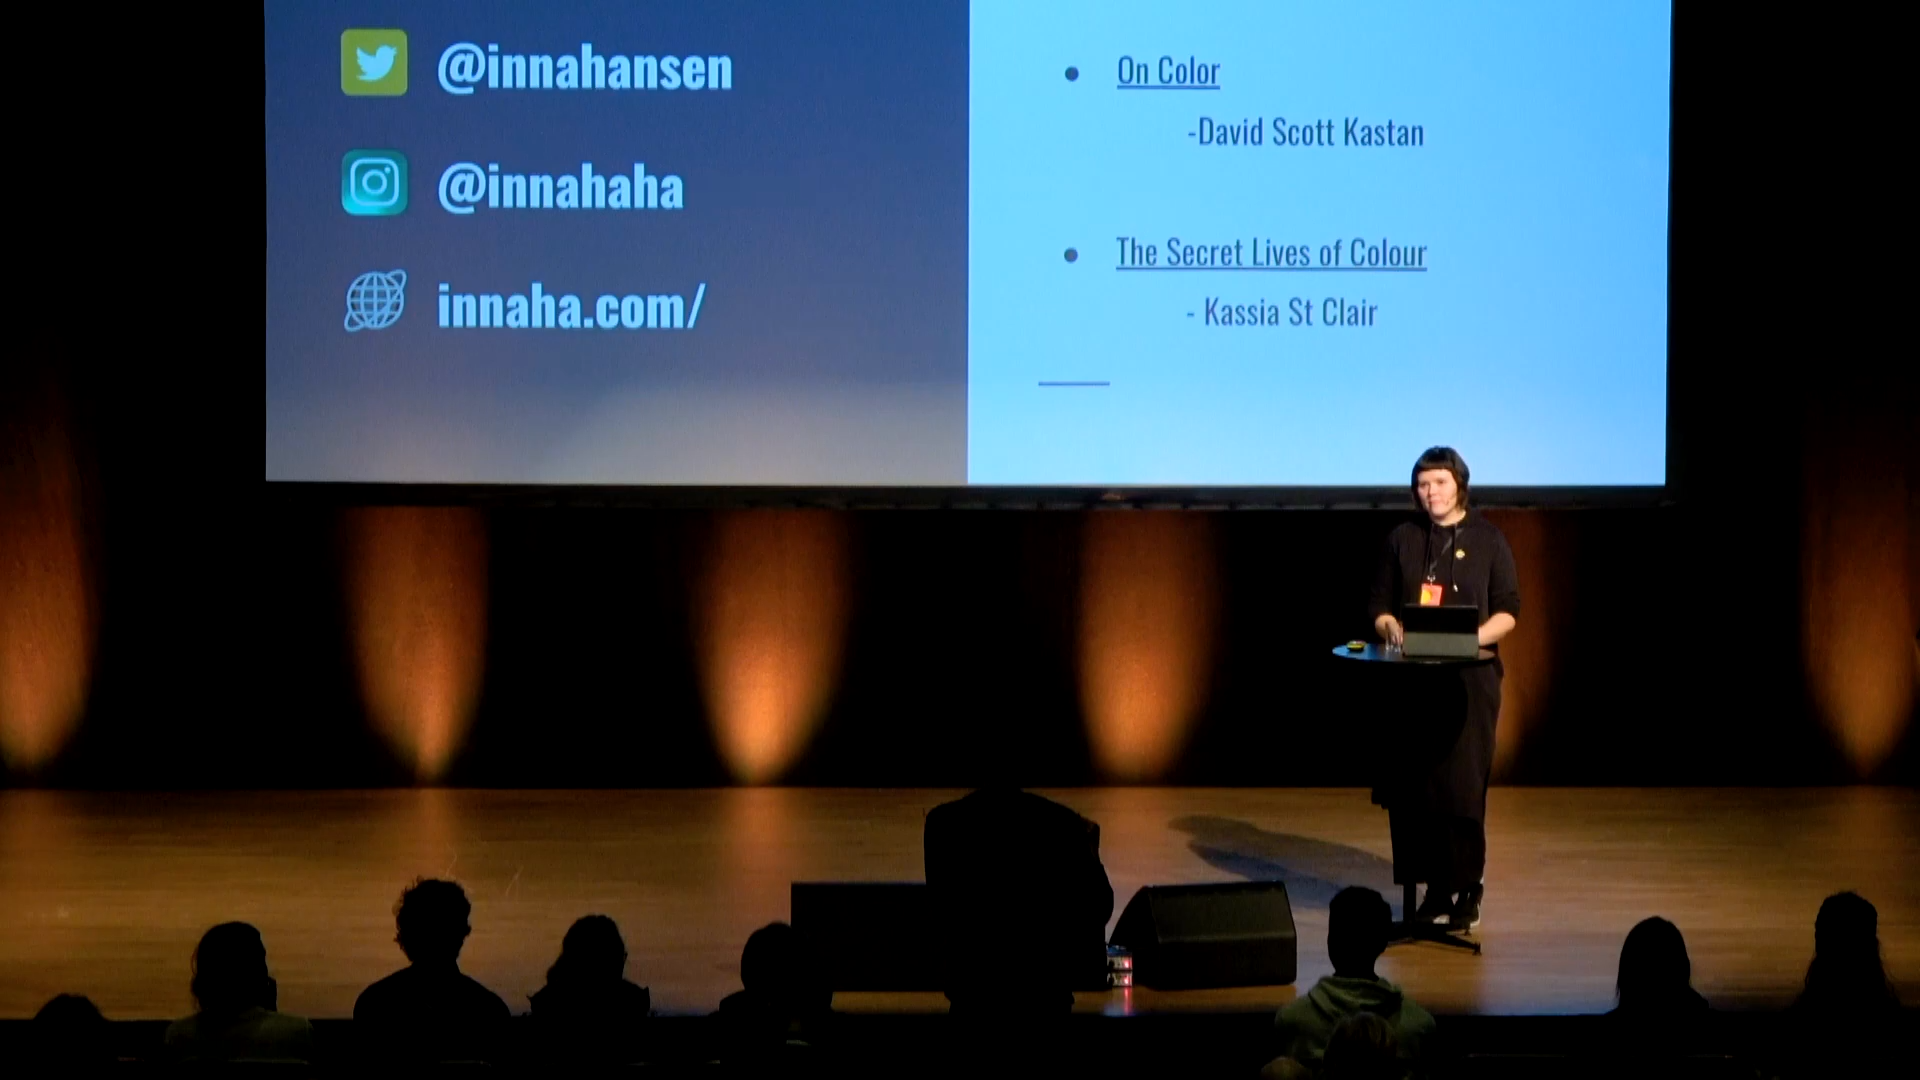 @innahansen
@innahaha
innaha.com/
On Color
-David Scott Kastan
The Secret Lives of Colour
- Kassia St Clair